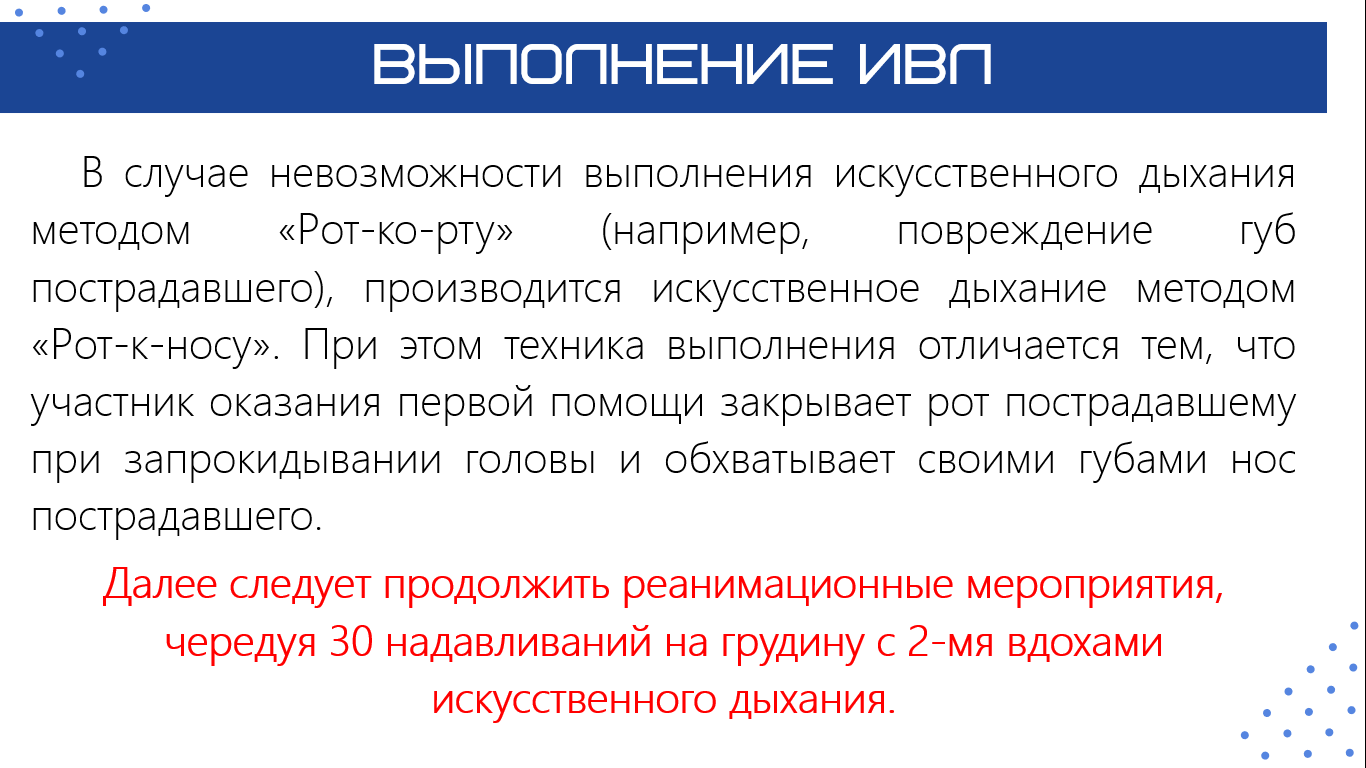 ВЫПОЛНЕНИЕ ИВЛ
В случае невозможности выполнения искусственного дыхания
методом «Рот-ко-рту» (например, повреждение губ
пострадавшего), производится искусственное дыхание методом
«Рот-к-носу». При этом техника выполнения отличается тем, что
участник оказания первой помощи закрывает рот пострадавшему
при запрокидывании головы и обхватывает своими губами нос
пострадавшего.
Далее следует продолжить реанимационные мероприятия,
чередуя 30 надавливаний на грудину с 2-мя вдохами
искусственного дыхания.